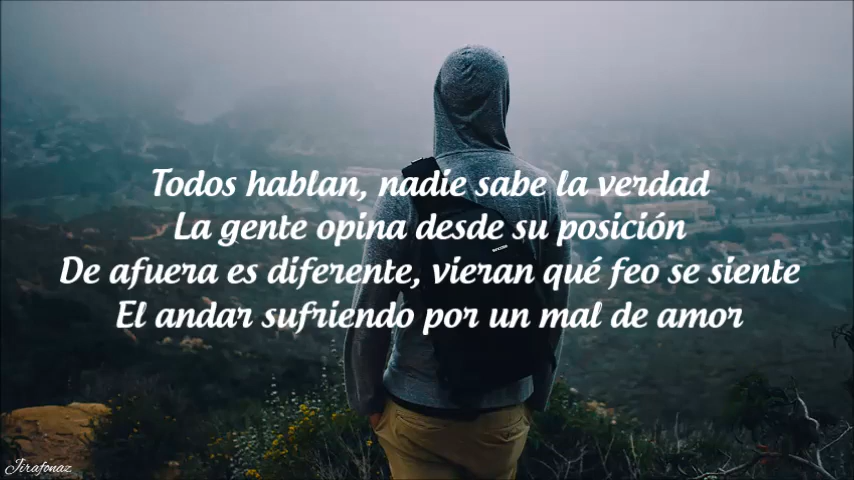 Todos hablan, nadie sabe la verdad
La gente opina desde su posición
De afuera es diferente, vieran qué feo se siente
El andar sufriendo por un mal de amor
Jirafonaz